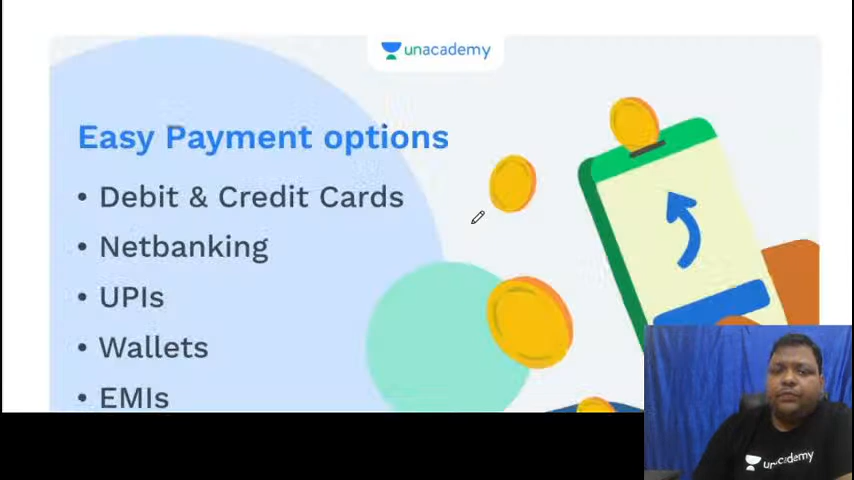 unacademy
Easy Payment options
• Debit & Credit Cards
• Netbanking
• UPIs
• Wallets
• EMIs
unacademy